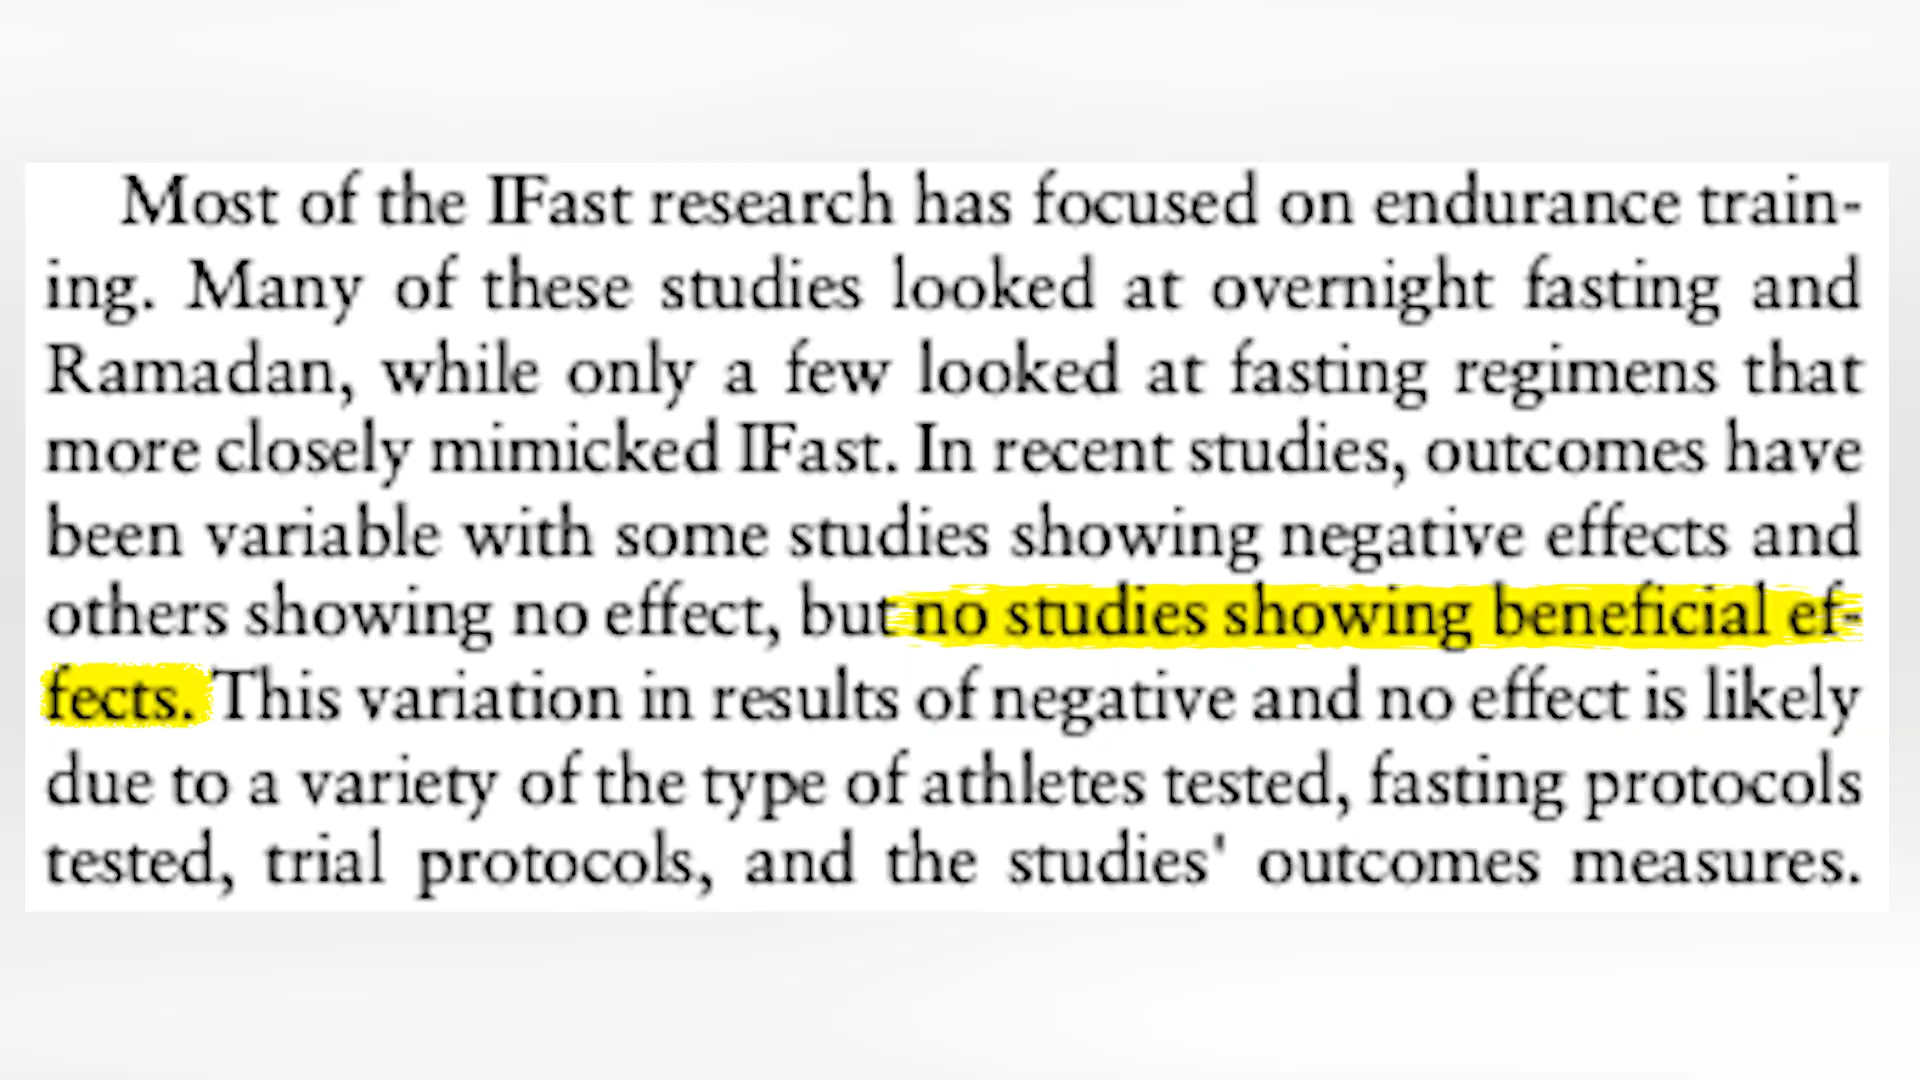 Most of the IFast research has focused on endurance train-
ing. Many of these studies looked at overnight fasting and
Ramadan, while only a few looked at fasting regimens that
more closely mimicked IFast. In recent studies, outcomes have
been variable with some studies showing negative effects and
others showing no effect, but no studies showing beneficial ef-
fects. This variation in results of negative and no effect is likely
due to a variety of the type of athletes tested, fasting protocols
tested, trial protocols, and the studies' outcomes measures.